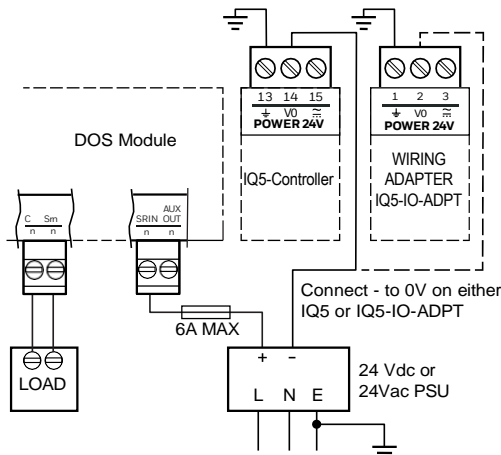 13 14 15
V0
POWER 24V
IQ5-Controller
1 2 3
V0
POWER 24V
WIRING
ADAPTER
IQ5-IO-ADPT
DOS Module
C Sm
n n
AUX
SRIN OUT
n n
6A MAX
Connect - to 0V on either
IQ5 or IQ5-IO-ADPT
LOAD
+ −
L N E
24 Vdc or
24Vac PSU